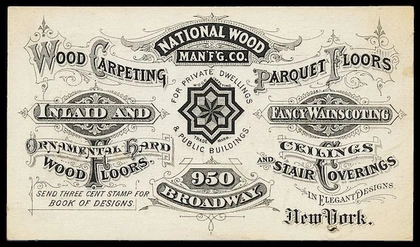 NATIONAL WOOD
MAN'F'G. CO.
WOOD CARPETING
PARQUET FLOORS
FOR PRIVATE DWELLINGS
& PUBLIC BUILDINGS
INLAID AND
ORNAMENTAL HARD
WOOD FLOORS.
FANCY WAINSCOTING
CEILINGS
AND STAIR COVERINGS
IN ELEGANT DESIGNS
SEND THREE CENT STAMP FOR
BOOK OF DESIGNS
950
BROADWAY
New York.